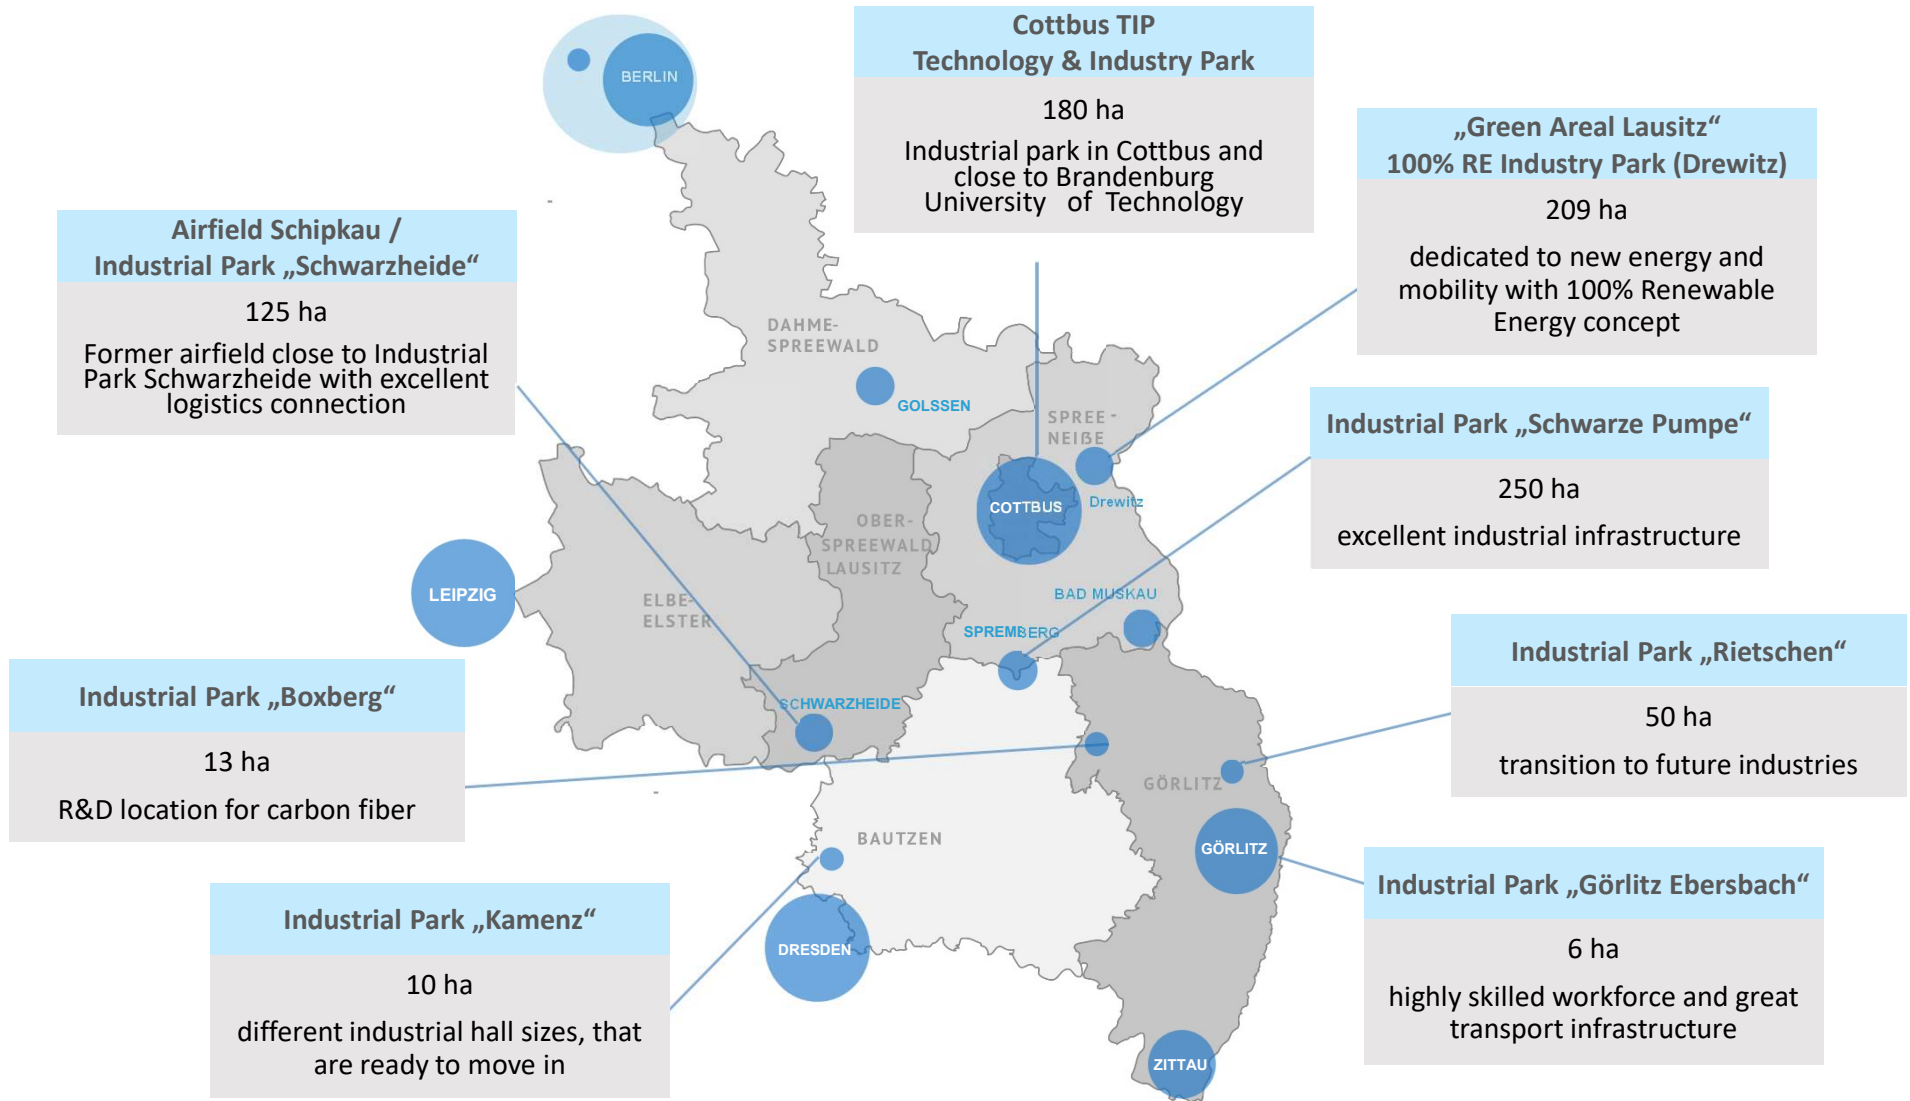 Cottbus TIP
Technology & Industry Park
180 ha
Industrial park in Cottbus and
close to Brandenburg
University of Technology
„Green Areal Lausitz“
100% RE Industry Park (Drewitz)
209 ha
dedicated to new energy and
mobility with 100% Renewable
Energy concept
Airfield Schipkau /
Industrial Park „Schwarzheide“
125 ha
Former airfield close to Industrial
Park Schwarzheide with excellent
logistics connection
Industrial Park „Schwarze Pumpe“
250 ha
excellent industrial infrastructure
Industrial Park „Rietschen“
50 ha
transition to future industries
Industrial Park „Boxberg“
13 ha
R&D location for carbon fiber
Industrial Park „Görlitz Ebersbach“
6 ha
highly skilled workforce and great
transport infrastructure
Industrial Park „Kamenz“
10 ha
different industrial hall sizes, that
are ready to move in
BERLIN
DAHME-
SPREEWALD
GOLSSEN
SPREE-
NEIẞE
COTTBUS
Drewitz
OBER-
SPREEWALD
LAUSITZ
LEIPZIG
ELBE-
ELSTER
BAD MUSKAU
SPREMBERG
SCHWARZHEIDE
GÖRLITZ
BAUTZEN
GÖRLITZ
DRESDEN
ZITTAU